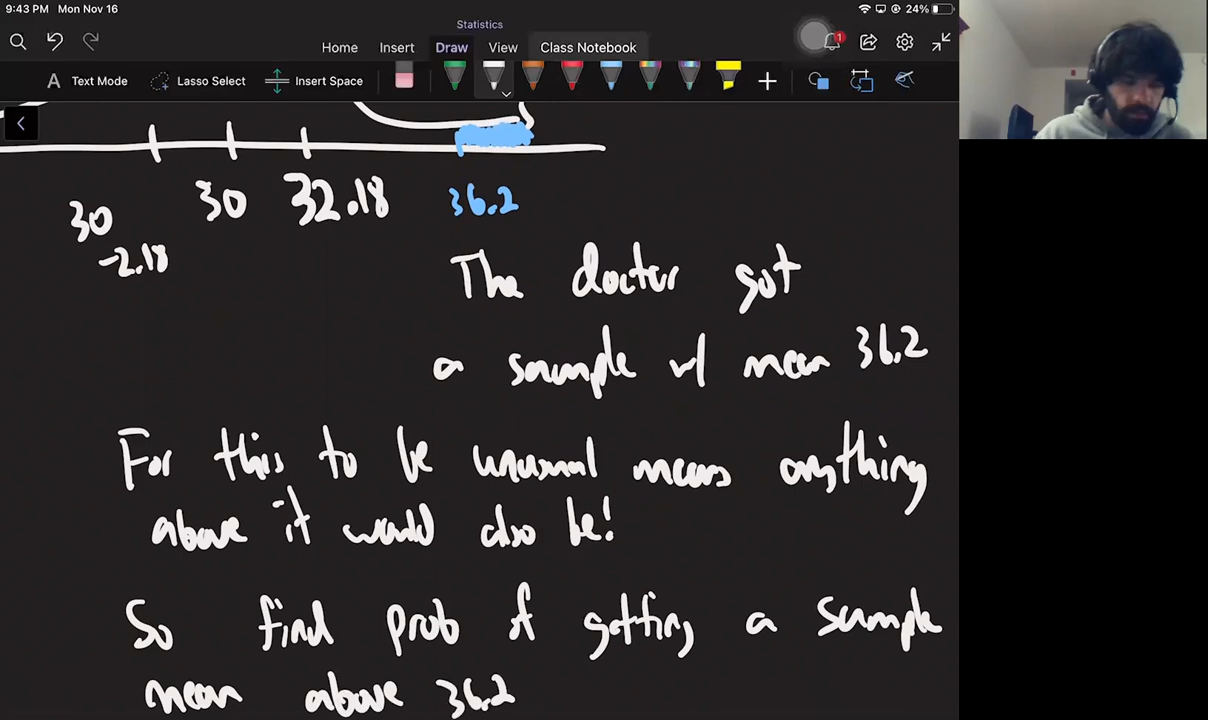 9:43 PM Mon Nov 16
24%
Statistics
Home Insert Draw View Class Notebook
1
Text Mode Lasso Select Insert Space
30 30 32.18 36.2
-2.18
The doctor got
a sample w/ mean 36.2
For this to be unusual means anything
above it would also be!
So find prob of getting a sample
mean above 36.2